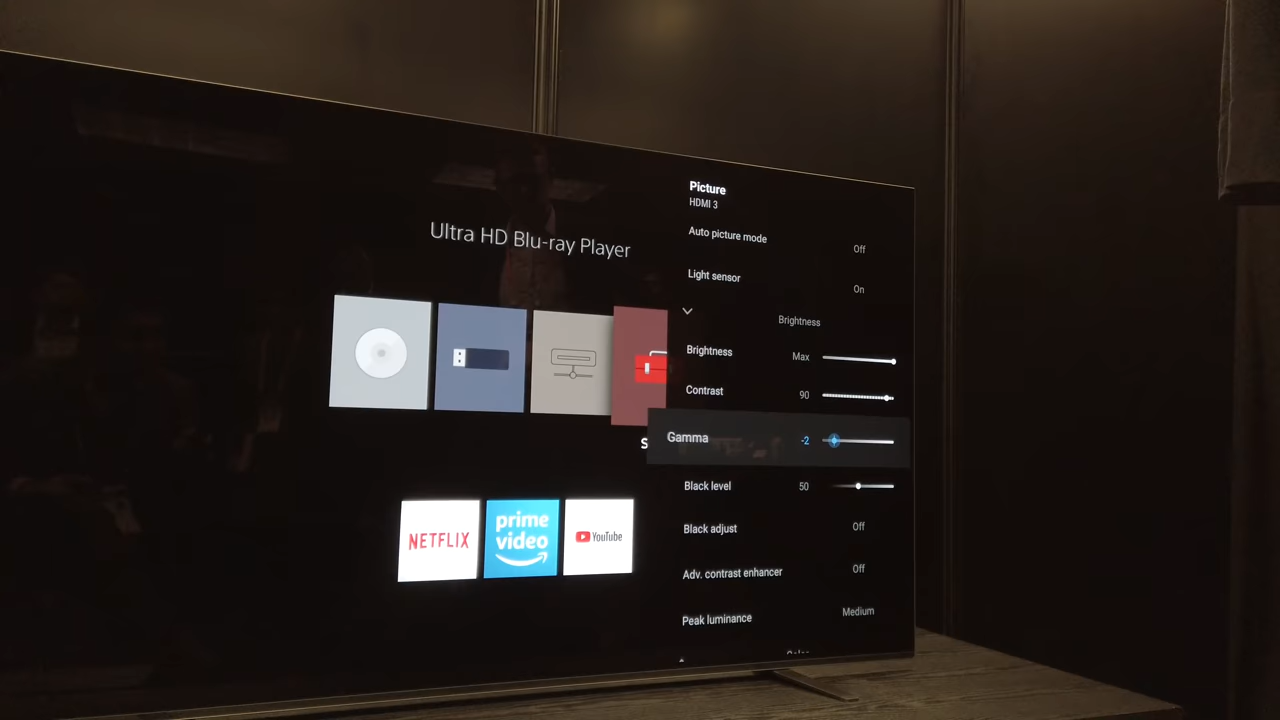 Ultra HD Blu-ray Player
S
NETFLIX
prime video
YouTube
Picture
HDMI 3
Auto picture mode Off
Light sensor On
Brightness
Brightness Max
Contrast 90
Gamma -2
Black level 50
Black adjust Off
Adv. contrast enhancer Off
Peak luminance Medium
Color